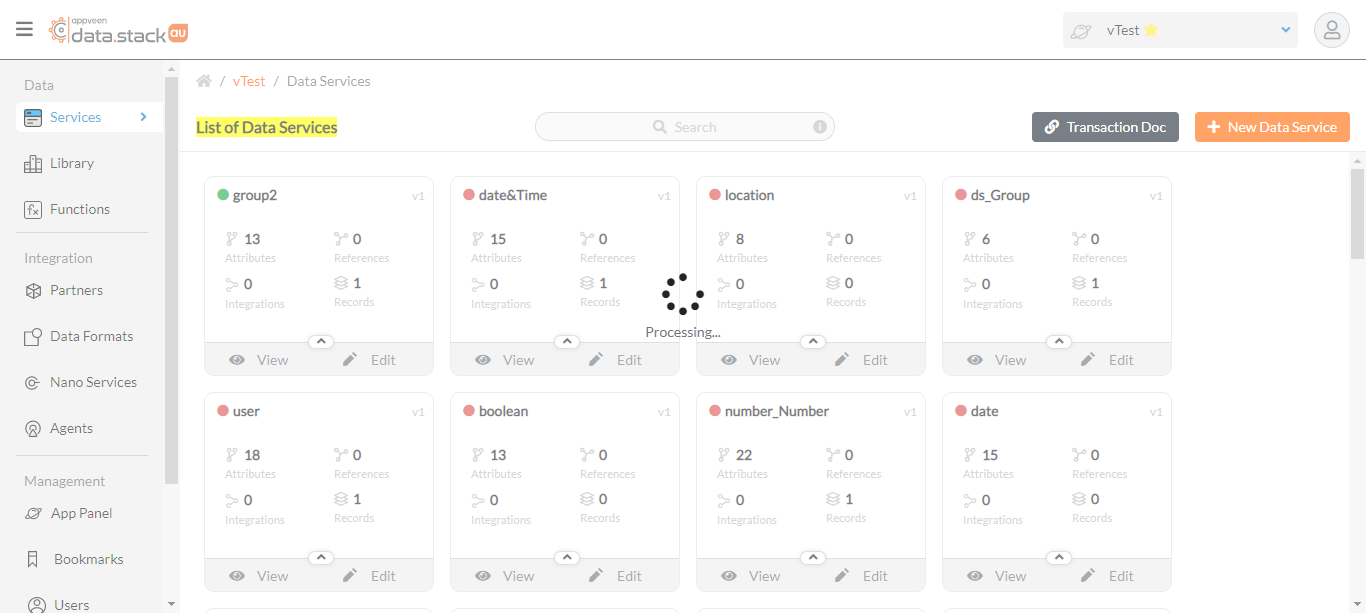 appveen
data.stack au
vTest
Data
Services
Library
Functions
Integration
Partners
Data Formats
Nano Services
Agents
Management
App Panel
Bookmarks
Users
/ vTest / Data Services
List of Data Services
Search
Transaction Doc
New Data Service
group2 v1
13 0
Attributes References
0 1
Integrations Records
View Edit
date&Time v1
15 0
Attributes References
0 1
Integrations Records
View Edit
location v1
8 0
Attributes References
0 0
Integrations Records
View Edit
ds_Group v1
6 0
Attributes References
0 1
Integrations Records
View Edit
Processing...
user v1
18 0
Attributes References
0 1
Integrations Records
View Edit
boolean v1
13 0
Attributes References
0 0
Integrations Records
View Edit
number_Number v1
22 0
Attributes References
0 1
Integrations Records
View Edit
date v1
15 0
Attributes References
0 0
Integrations Records
View Edit